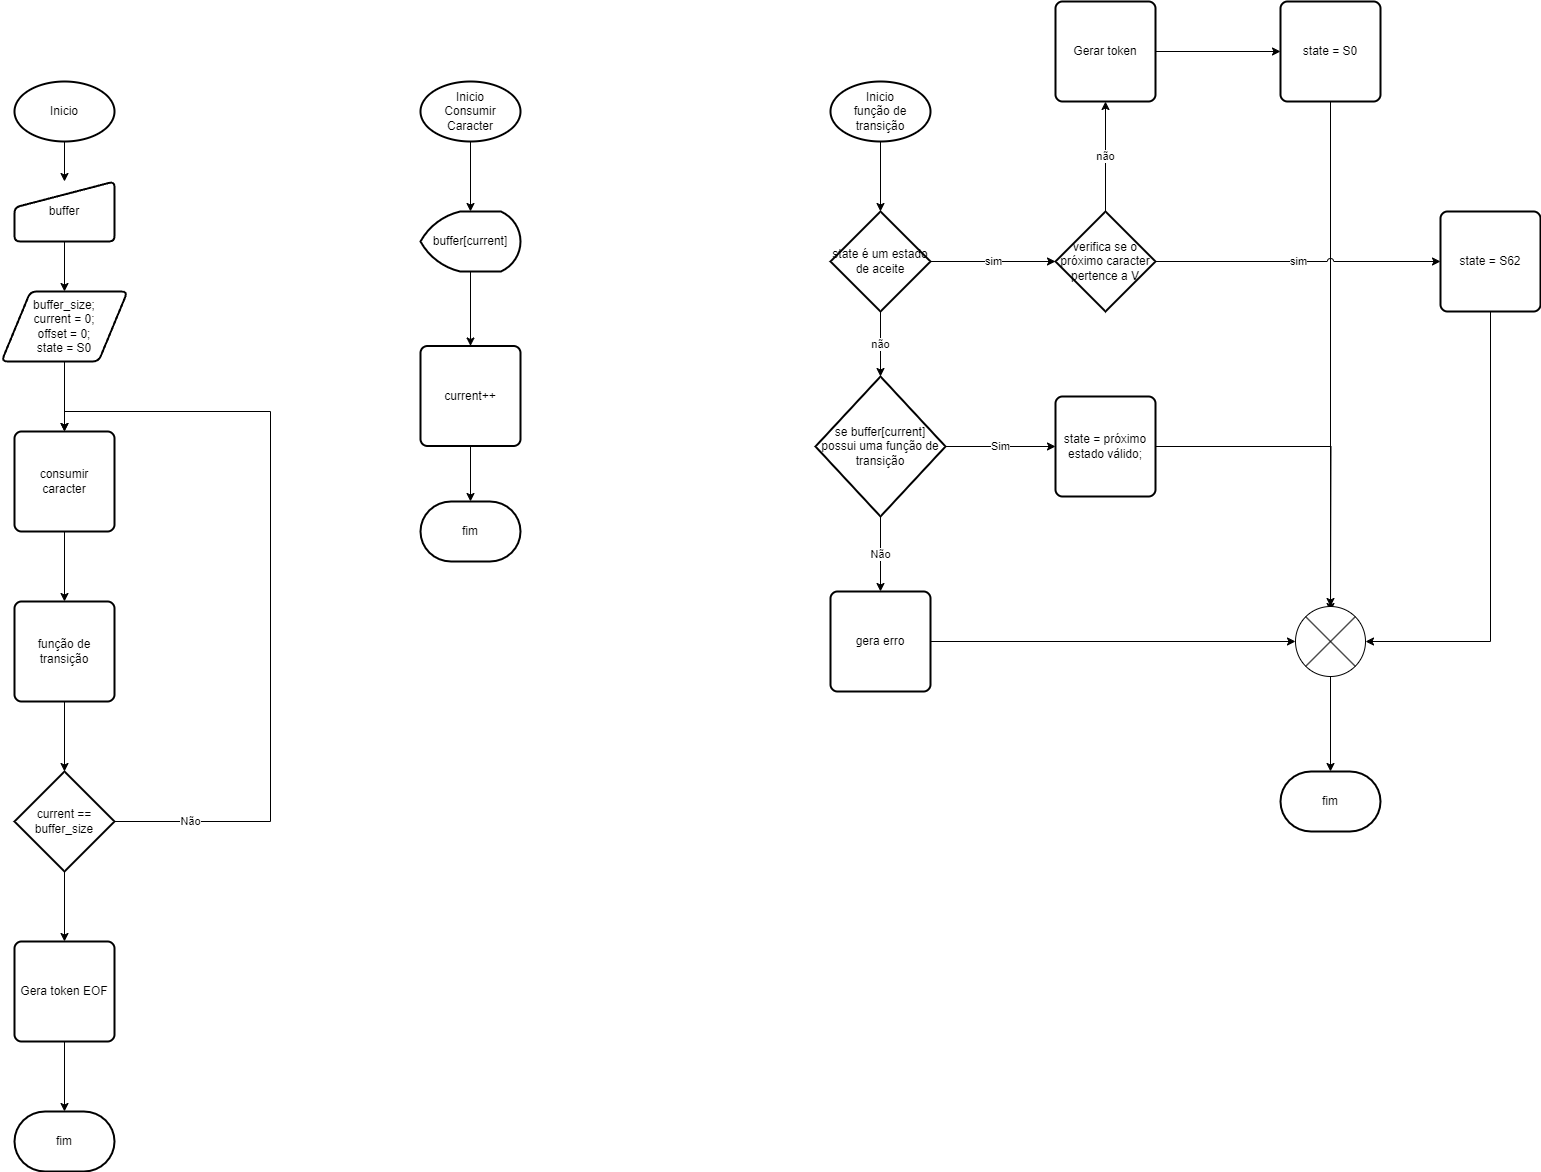 Inicio
buffer
buffer_size;
current = 0;
offset = 0;
state = S0
consumir
caracter
função de
transição
current ==
buffer_size
Não
Gera token EOF
fim
Inicio
Consumir
Caracter
buffer[current]
current++
fim
Inicio
função de
transição
state é um estado
de aceite
sim
verifica se o
próximo caracter
pertence a V
não
Gerar token
state = S0
sim
state = S62
não
se buffer[current]
possui uma função de
transição
Sim
state = próximo
estado válido;
Não
gera erro
fim